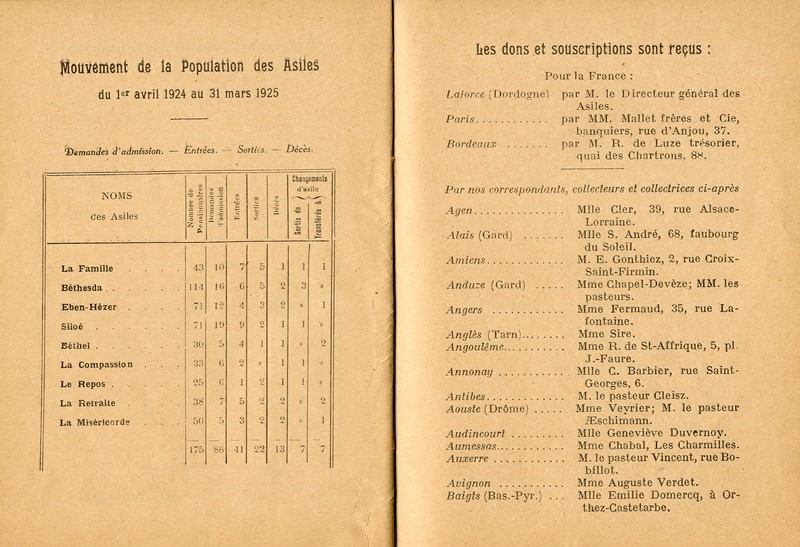 Mouvement de la Population des Asiles
du 1er avril 1924 au 31 mars 1925
Demandes d'admission. — Entrées. — Sorties. — Décès.
NOMS
des Asiles
Nombre de Pensionnaires
Demandes d'admission
Entrées
Sorties
Décès
Changements d'asile
Sortis de
Transférés à
La Famille . . . . 43 10 7 5 1 1 1
Béthesda . . . . . 114 16 6 5 2 3 »
Eben-Hézer . . . . 71 12 4 3 2 » 1
Siloé . . . . . 71 19 9 2 1 1 »
Béthel . . . . . 30 5 4 1 1 » 2
La Compassion . . . 33 6 2 » 1 1 »
Le Repos . . . . . 25 6 1 2 1 1 »
La Retraite . . . . 38 7 5 2 2 » 2
La Miséricorde . . . 50 5 3 2 2 » 1
175 86 41 22 13 7 7
Les dons et souscriptions sont reçus :
Pour la France :
Laforce (Dordogne) par M. le Directeur général des
Asiles.
Paris............ par MM. Mallet frères et Cie,
banquiers, rue d'Anjou, 37.
Bordeaux ....... par M. R. de Luze trésorier,
quai des Chartrons. 88.
Par nos correspondants, collecteurs et collectrices ci-après
Agen............... Mlle Cler, 39, rue Alsace-
Lorraine.
Alais (Gard) ....... Mlle S. André, 68, faubourg
du Soleil.
Amiens............. M. E. Gonthiez, 2, rue Croix-
Saint-Firmin.
Anduze (Gard) ..... Mme Chapel-Devèze; MM. les
pasteurs.
Angers ............ Mme Fermaud, 35, rue La-
fontaine.
Anglès (Tarn)....... Mme Sire.
Angoulême.......... Mme R. de St-Affrique, 5, pl.
J.-Faure.
Annonay ........... Mlle C. Barbier, rue Saint-
Georges, 6.
Antibes............. M. le pasteur Cleisz.
Aouste (Drôme) ..... Mme Veyrier; M. le pasteur
Æschimann.
Audincourt ......... Mlle Geneviève Duvernoy.
Aumessas........... Mme Chabal, Les Charmilles.
Auxerre ............ M. le pasteur Vincent, rue Bo-
billot.
Avignon ........... Mme Auguste Verdet.
Baigts (Bas.-Pyr.) ... Mlle Emilie Domercq, à Or-
thez-Castetarbe.